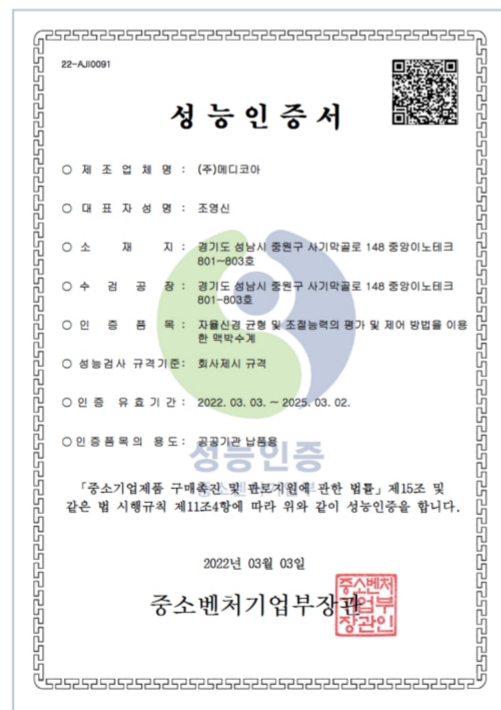 22-AJI0091
성능인증서
○ 제조업체명 : (주)메디코아
○ 대표자성명 : 조영신
○ 소재지 : 경기도 성남시 중원구 사기막골로 148 중앙이노테크
801~803호
○ 수검공장 : 경기도 성남시 중원구 사기막골로 148 중앙이노테크
801-803호
○ 인증품목 : 자율신경 균형 및 조절능력의 평가 및 제어 방법을 이용
한 맥박수계
○ 성능검사 규격기준 : 회사제시 규격
○ 인증 유효기간 : 2022. 03. 03. ~ 2025. 03. 02.
○ 인증품목의 용도 : 공공기관 납품용
성능인증
중소벤처기업부
「중소기업제품 구매촉진 및 판로지원에 관한 법률」제15조 및
같은 법 시행규칙 제11조4항에 따라 위와 같이 성능인증을 합니다.
2022년 03월 03일
중소벤처기업부장관
중소벤처
기업부
장관인